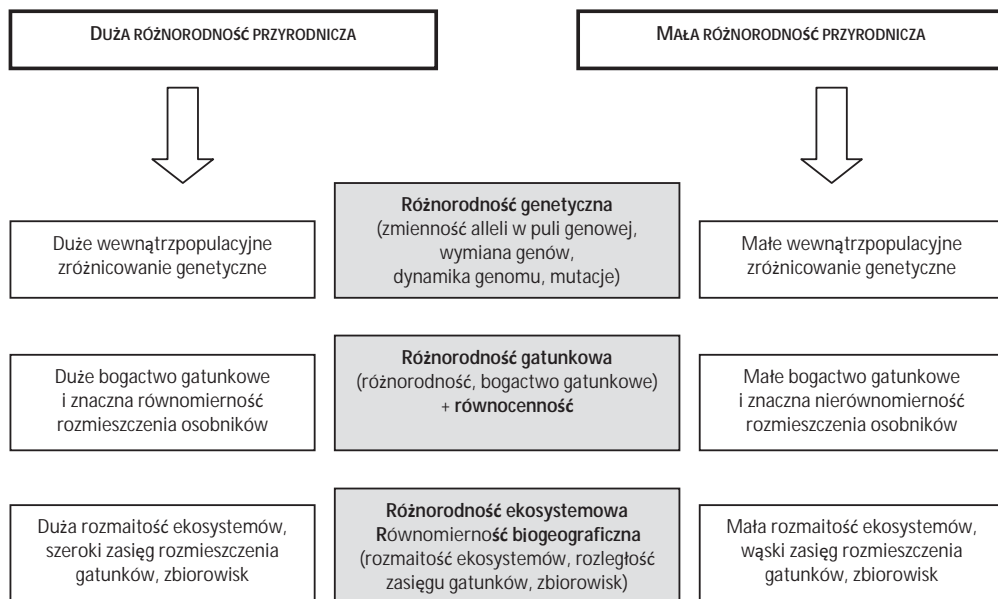 DUŻA RÓŻNORODNOŚĆ PRZYRODNICZA
MAŁA RÓŻNORODNOŚĆ PRZYRODNICZA
Duże wewnątrzpopulacyjne
zróżnicowanie genetyczne
Różnorodność genetyczna
(zmienność alleli w puli genowej,
wymiana genów,
dynamika genomu, mutacje)
Małe wewnątrzpopulacyjne
zróżnicowanie genetyczne
Duże bogactwo gatunkowe
i znaczna równomierność
rozmieszczenia osobników
Różnorodność gatunkowa
(różnorodność, bogactwo gatunkowe)
+ równocenność
Małe bogactwo gatunkowe
i znaczna nierównomierność
rozmieszczenia osobników
Duża rozmaitość ekosystemów,
szeroki zasięg rozmieszczenia
gatunków, zbiorowisk
Różnorodność ekosystemowa
Równomierność biogeograficzna
(rozmaitość ekosystemów, rozległość
zasięgu gatunków, zbiorowisk)
Mała rozmaitość ekosystemów,
wąski zasięg rozmieszczenia
gatunków, zbiorowisk